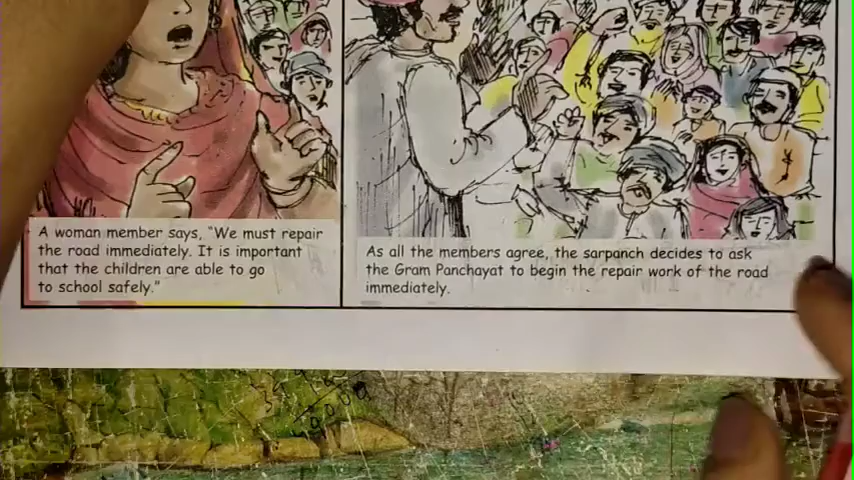 A woman member says, "We must repair
the road immediately. It is important
that the children are able to go
to school safely."
As all the members agree, the sarpanch decides to ask
the Gram Panchayat to begin the repair work of the road
immediately.